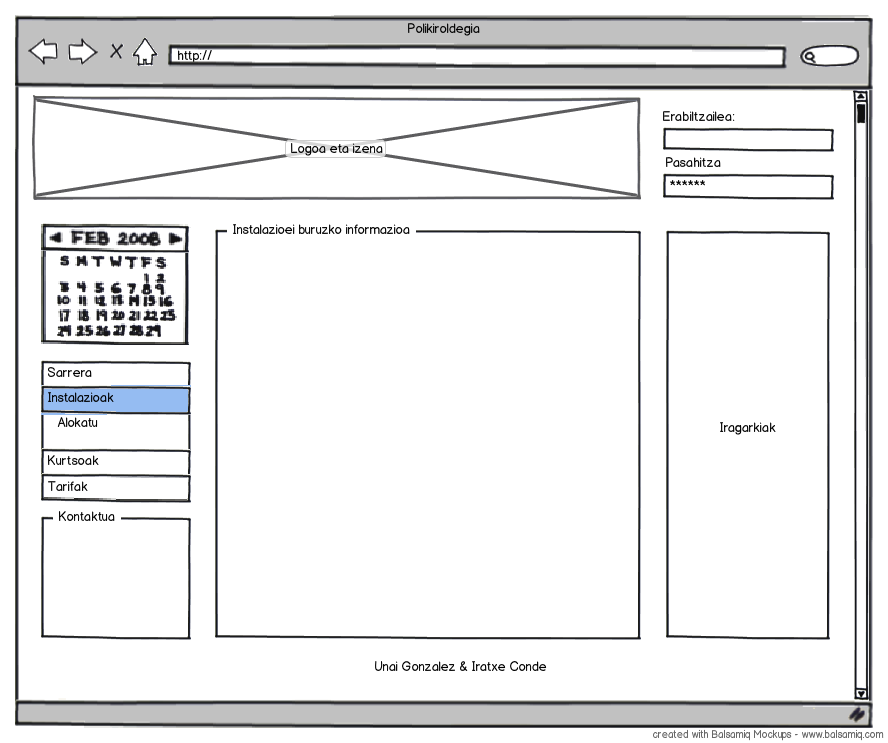 Polikiroldegia
http://
Logoa eta izena
Erabiltzailea:
Pasahitza
******
FEB 2008
S M T W T F S
1 2
3 4 5 6 7 8 9
10 11 12 13 14 15 16
17 18 19 20 21 22 23
24 25 26 27 28 29
Sarrera
Instalazioak
Alokatu
Kurtsoak
Tarifak
Kontaktua
Instalazioei buruzko informazioa
Iragarkiak
Unai Gonzalez & Iratxe Conde
created with Balsamiq Mockups - www.balsamiq.com